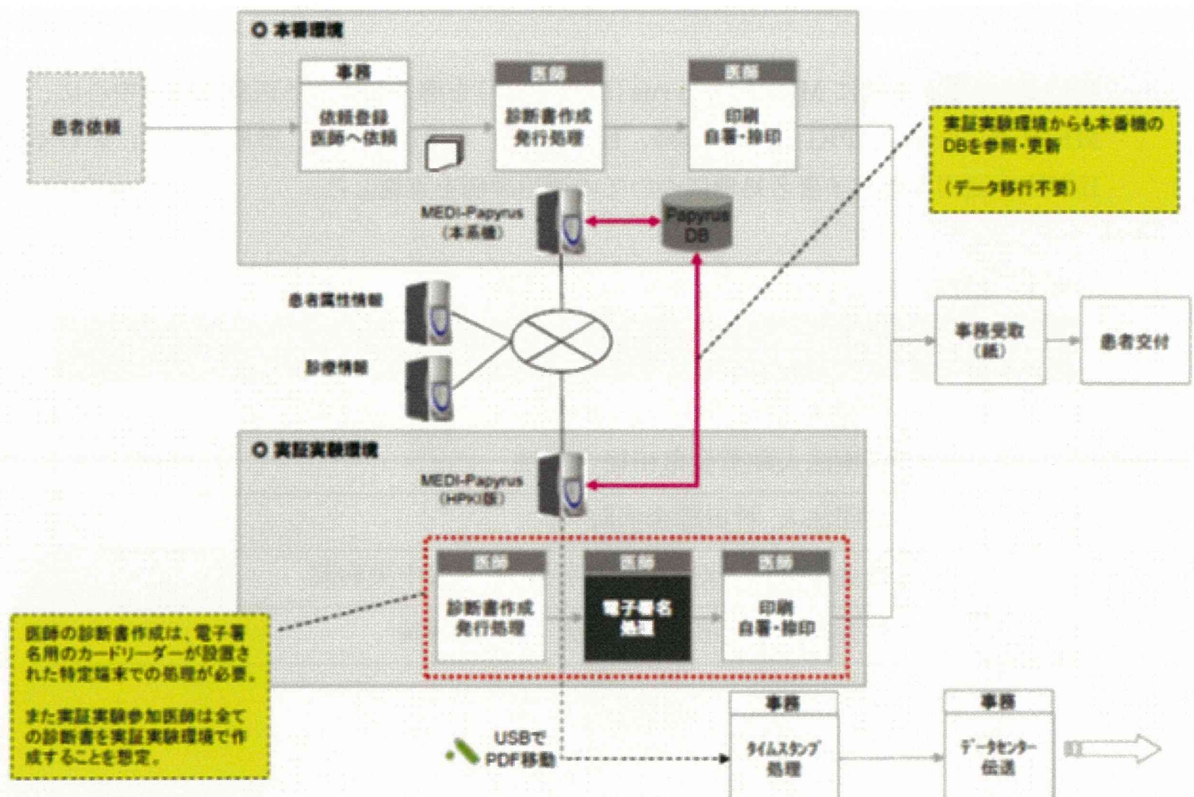 ○ 本番環境
患者依頼
事務
依頼登録
医師へ依頼
医師
診断書作成
発行処理
医師
印刷
自署・捺印
実証実験環境からも本番機の
DBを参照・更新
(データ移行不要)
MEDI-Papyrus
(本系機)
Papyrus
DB
患者属性情報
診療情報
事務受取
(紙)
患者交付
○ 実証実験環境
MEDI-Papyrus
(HPKI版)
医師
診断書作成
発行処理
医師
電子署名
処理
医師
印刷
自署・捺印
医師の診断書作成は、電子署
名用のカードリーダーが設置さ
れた特定端末での処理が必要。
また実証実験参加医師は全て
の診断書を実証実験環境で作
成することを想定。
USBで
PDF移動
事務
タイムスタンプ
処理
事務
データセンター
伝送